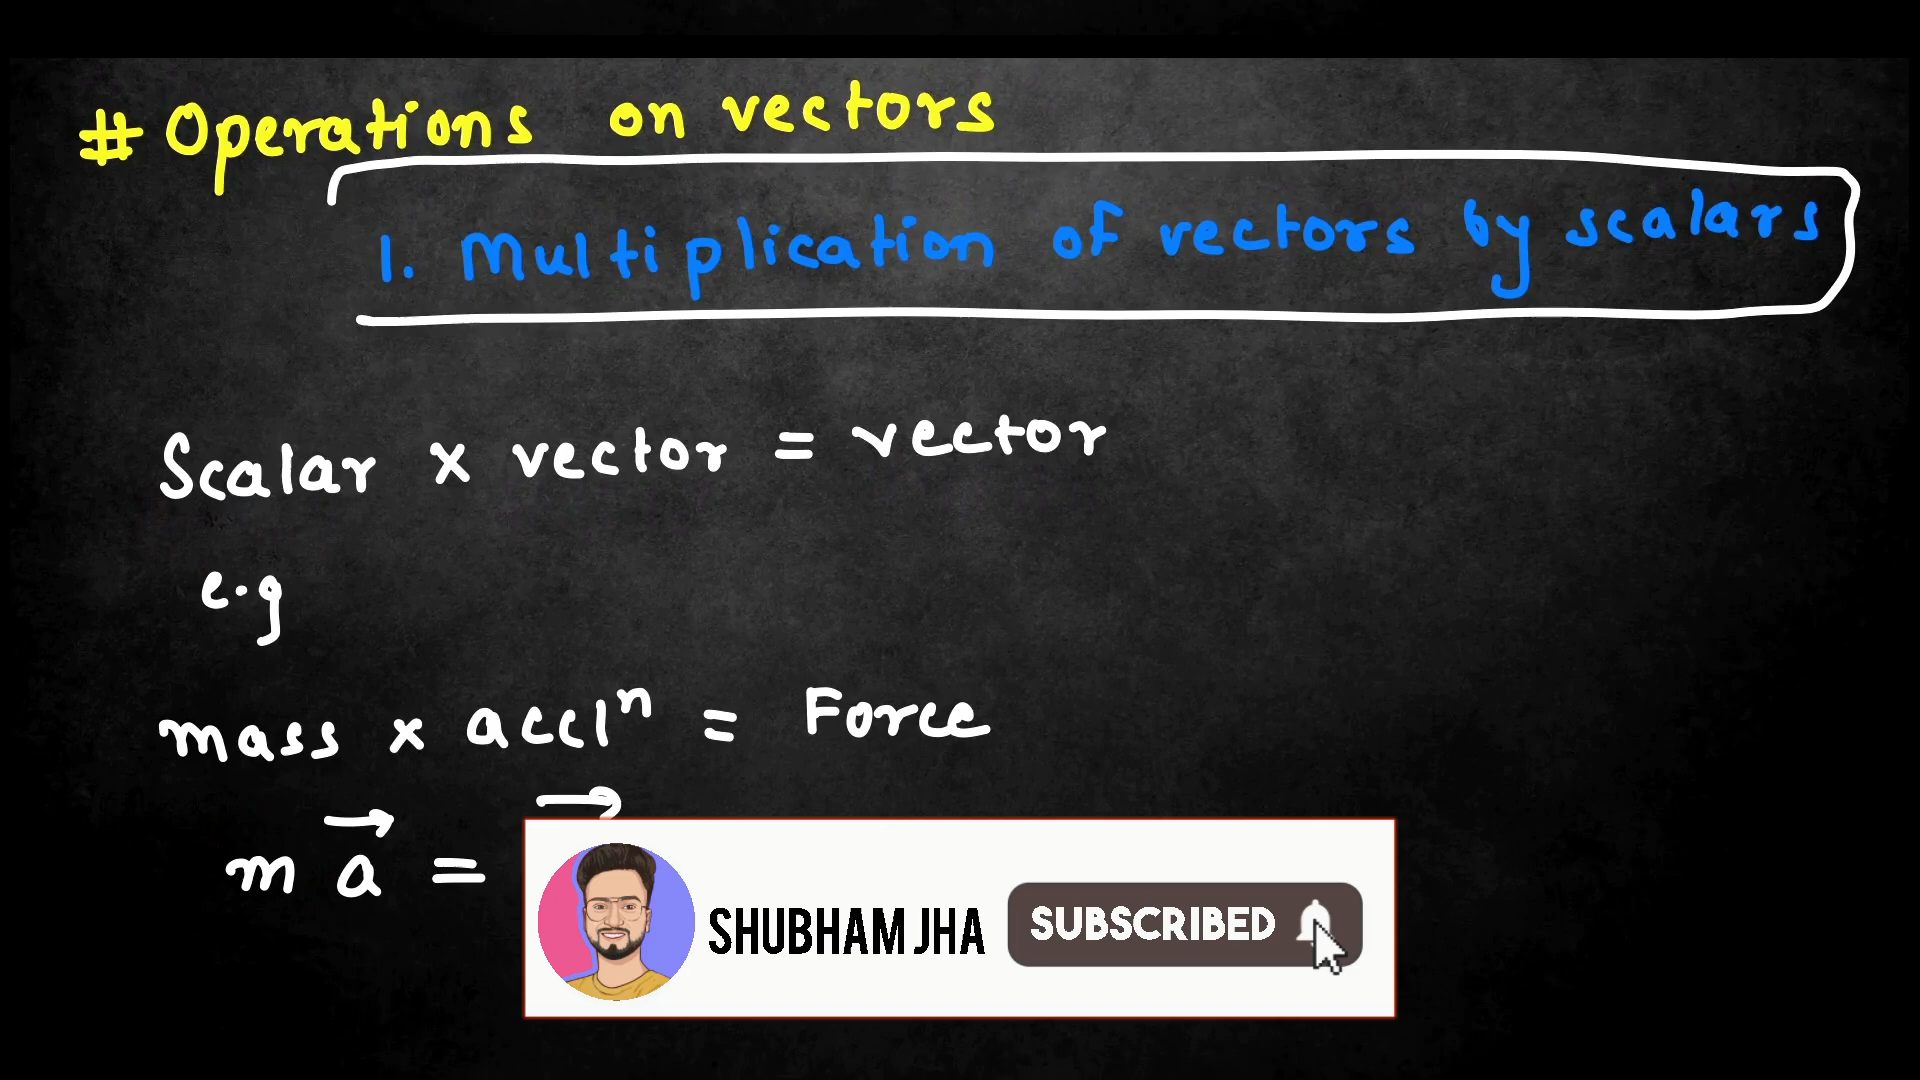 # Operations on vectors
1. Multiplication of vectors by scalars
Scalar x vector = vector
e.g
mass x acclⁿ = Force
m a⃗ =
SHUBHAM JHA SUBSCRIBED